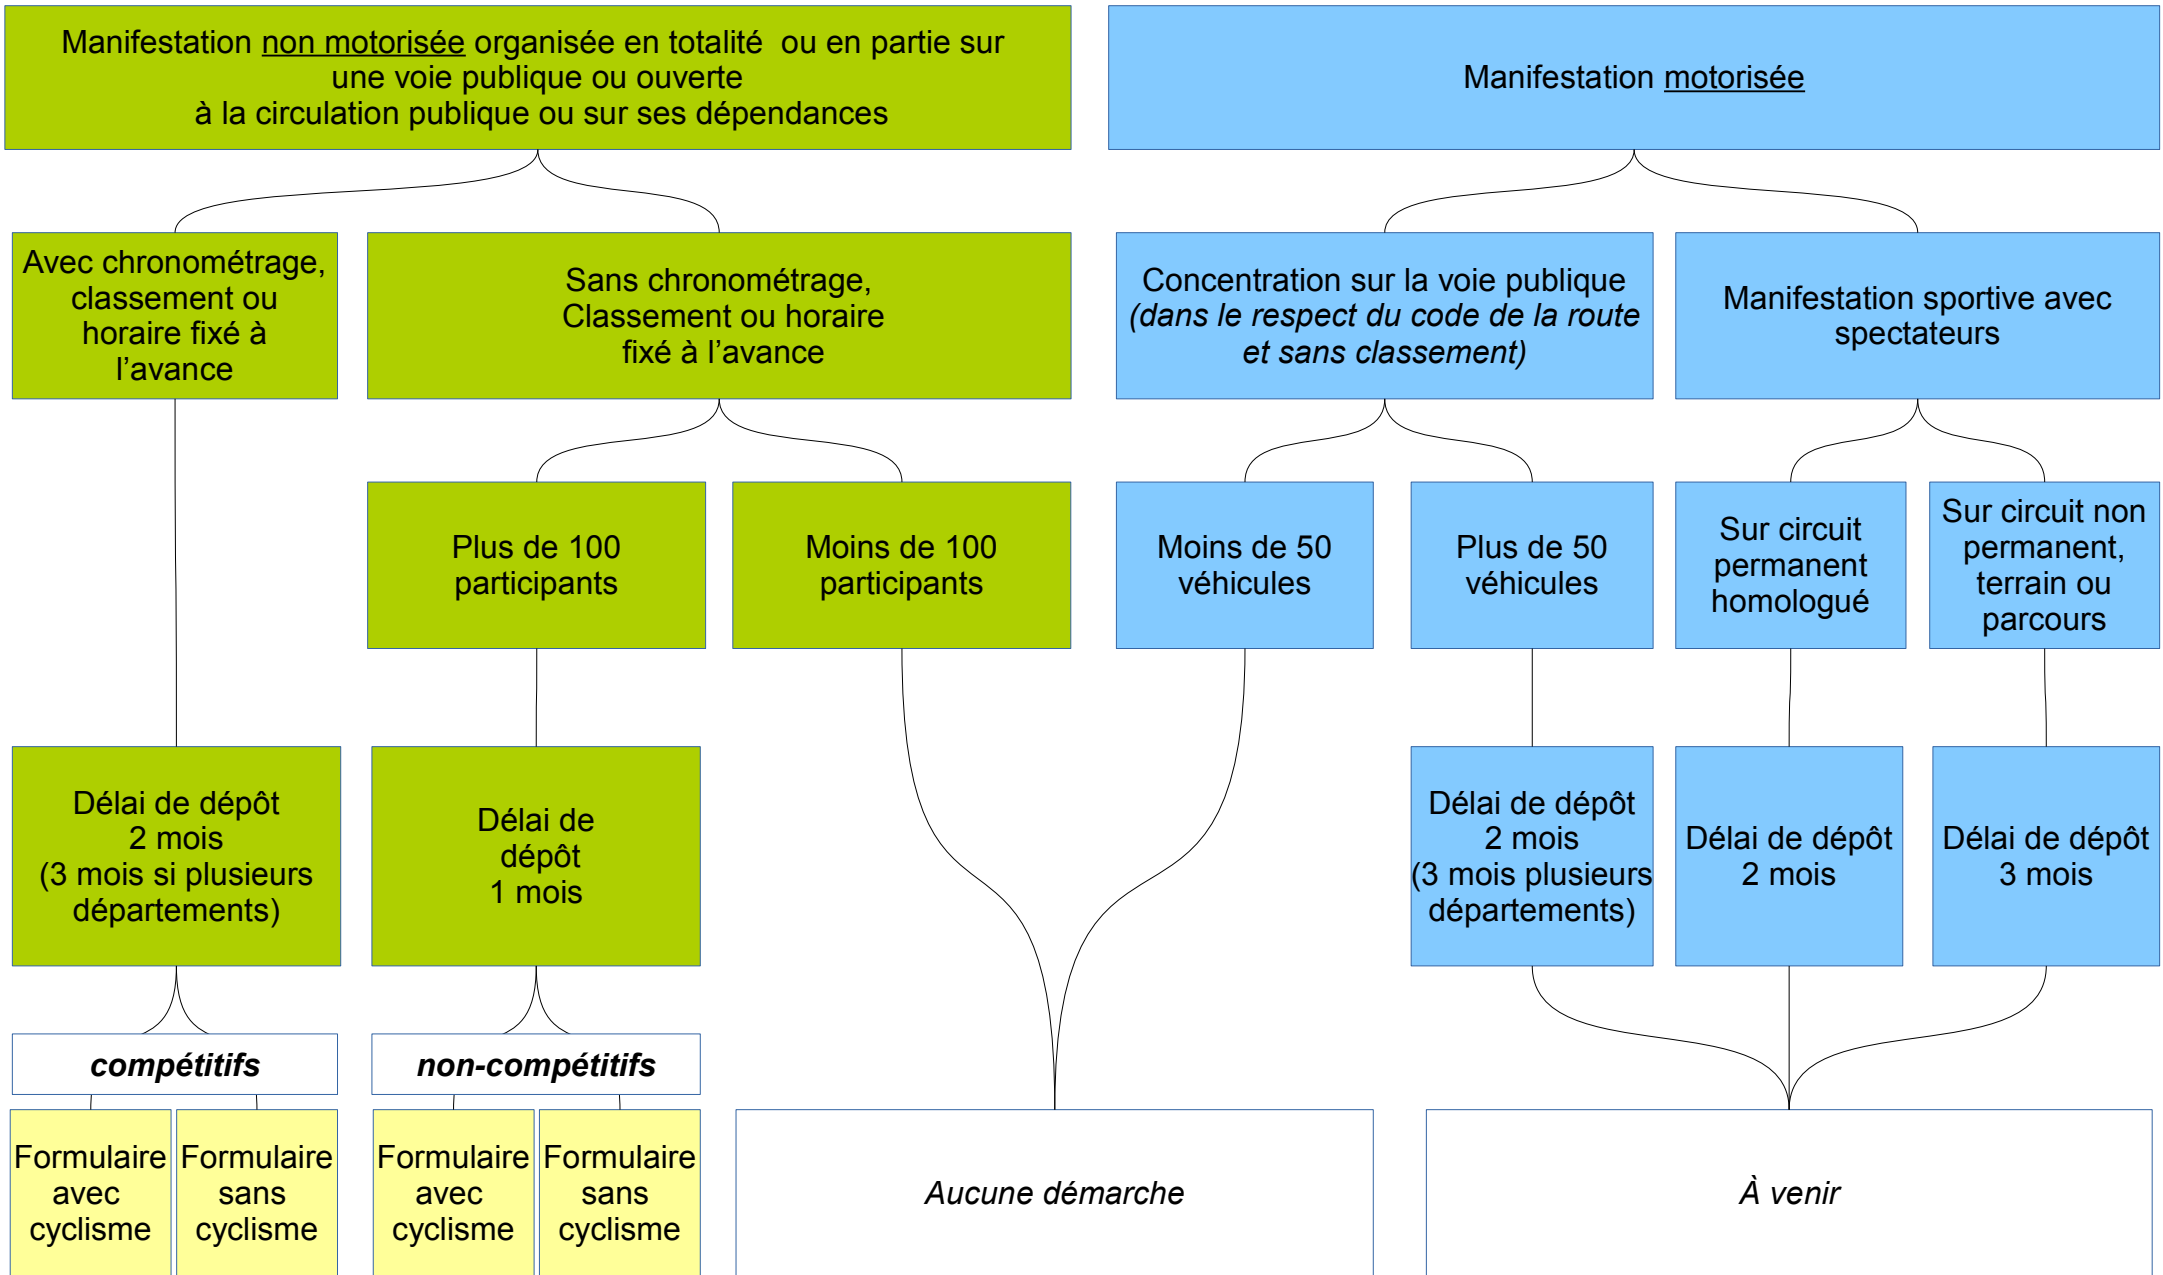 Manifestation non motorisée organisée en totalité ou en partie sur
une voie publique ou ouverte
à la circulation publique ou sur ses dépendances
Manifestation motorisée
Avec chronométrage,
classement ou
horaire fixé à
l’avance
Sans chronométrage,
Classement ou horaire
fixé à l’avance
Concentration sur la voie publique
(dans le respect du code de la route
et sans classement)
Manifestation sportive avec
spectateurs
Plus de 100
participants
Moins de 100
participants
Moins de 50
véhicules
Plus de 50
véhicules
Sur circuit
permanent
homologué
Sur circuit non
permanent,
terrain ou
parcours
Délai de dépôt
2 mois
(3 mois si plusieurs
départements)
Délai de
dépôt
1 mois
Délai de dépôt
2 mois
(3 mois plusieurs
départements)
Délai de dépôt
2 mois
Délai de dépôt
3 mois
compétitifs
non-compétitifs
Formulaire
avec
cyclisme
Formulaire
sans
cyclisme
Formulaire
avec
cyclisme
Formulaire
sans
cyclisme
Aucune démarche
À venir